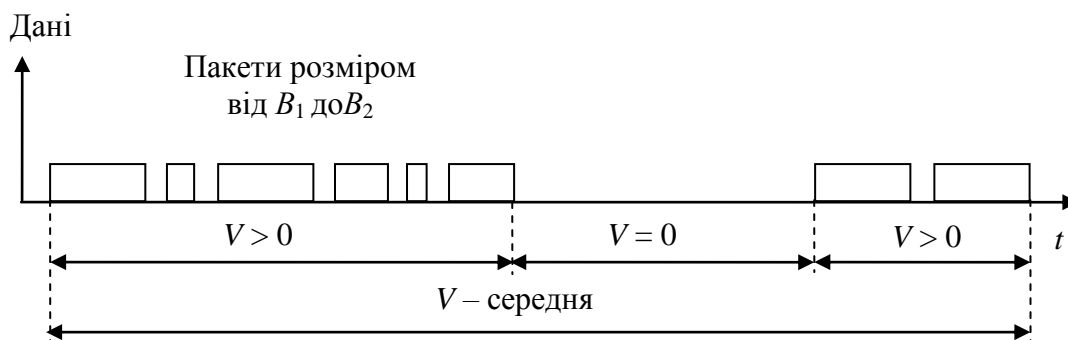 Дані
Пакети розміром
від B₁ доB₂
V > 0
V = 0
V > 0
t
V – середня